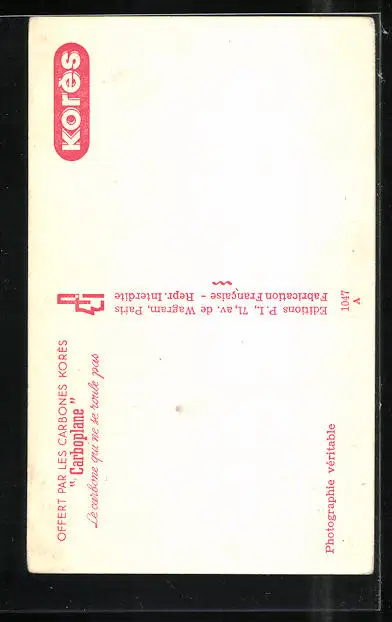 OFFERT PAR LES CARBONES KORÈS
"Carboplane"
Le carbone qui ne se roule pas
Korès
PI
Editions P. I., 71, av. de Wagram, Paris
Fabrication Française - Repr. Interdite
Photographie véritable
1047
A